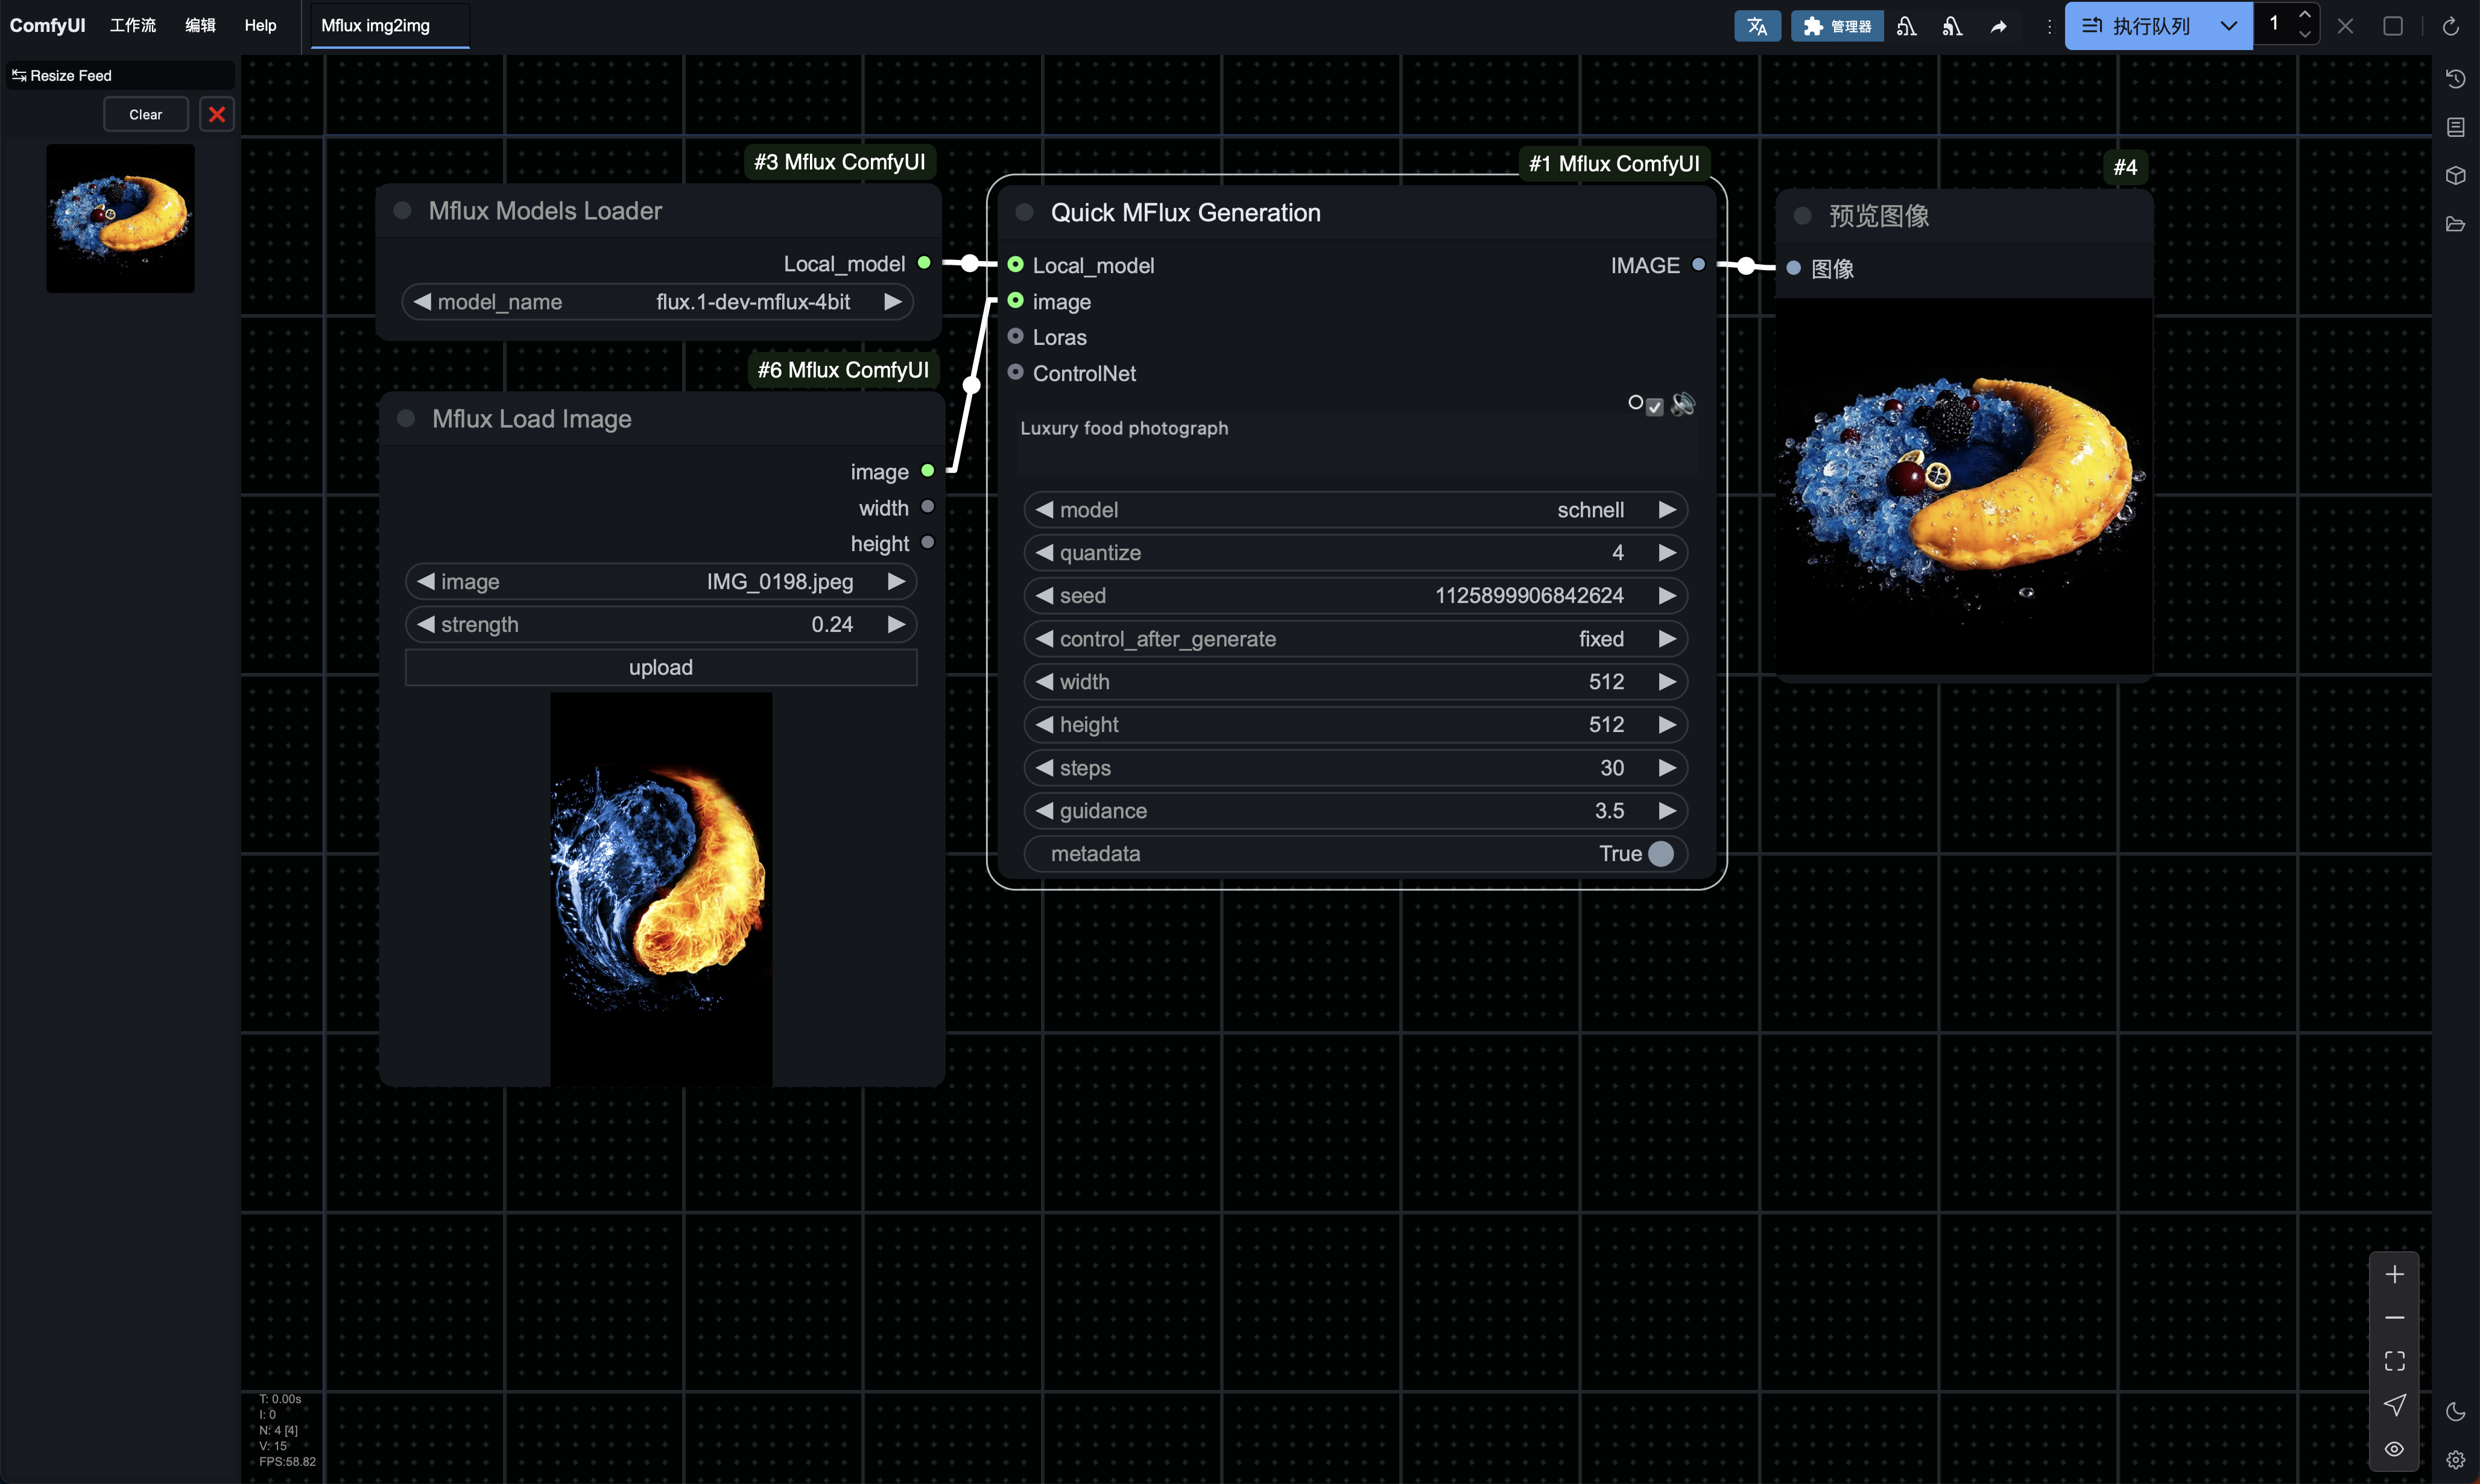 ComfyUI 工作流 编辑 Help Mflux img2img 管理器 执行队列 1
Resize Feed
Clear
#3 Mflux ComfyUI
Mflux Models Loader
Local_model
model_name flux.1-dev-mflux-4bit
#6 Mflux ComfyUI
Mflux Load Image
image
width
height
image IMG_0198.jpeg
strength 0.24
upload
#1 Mflux ComfyUI
Quick MFlux Generation
Local_model IMAGE
image
Loras
ControlNet
Luxury food photograph
model schnell
quantize 4
seed 1125899906842624
control_after_generate fixed
width 512
height 512
steps 30
guidance 3.5
metadata True
#4
预览图像
图像
T: 0.00s
I: 0
N: 4 [4]
V: 15
FPS:58.82